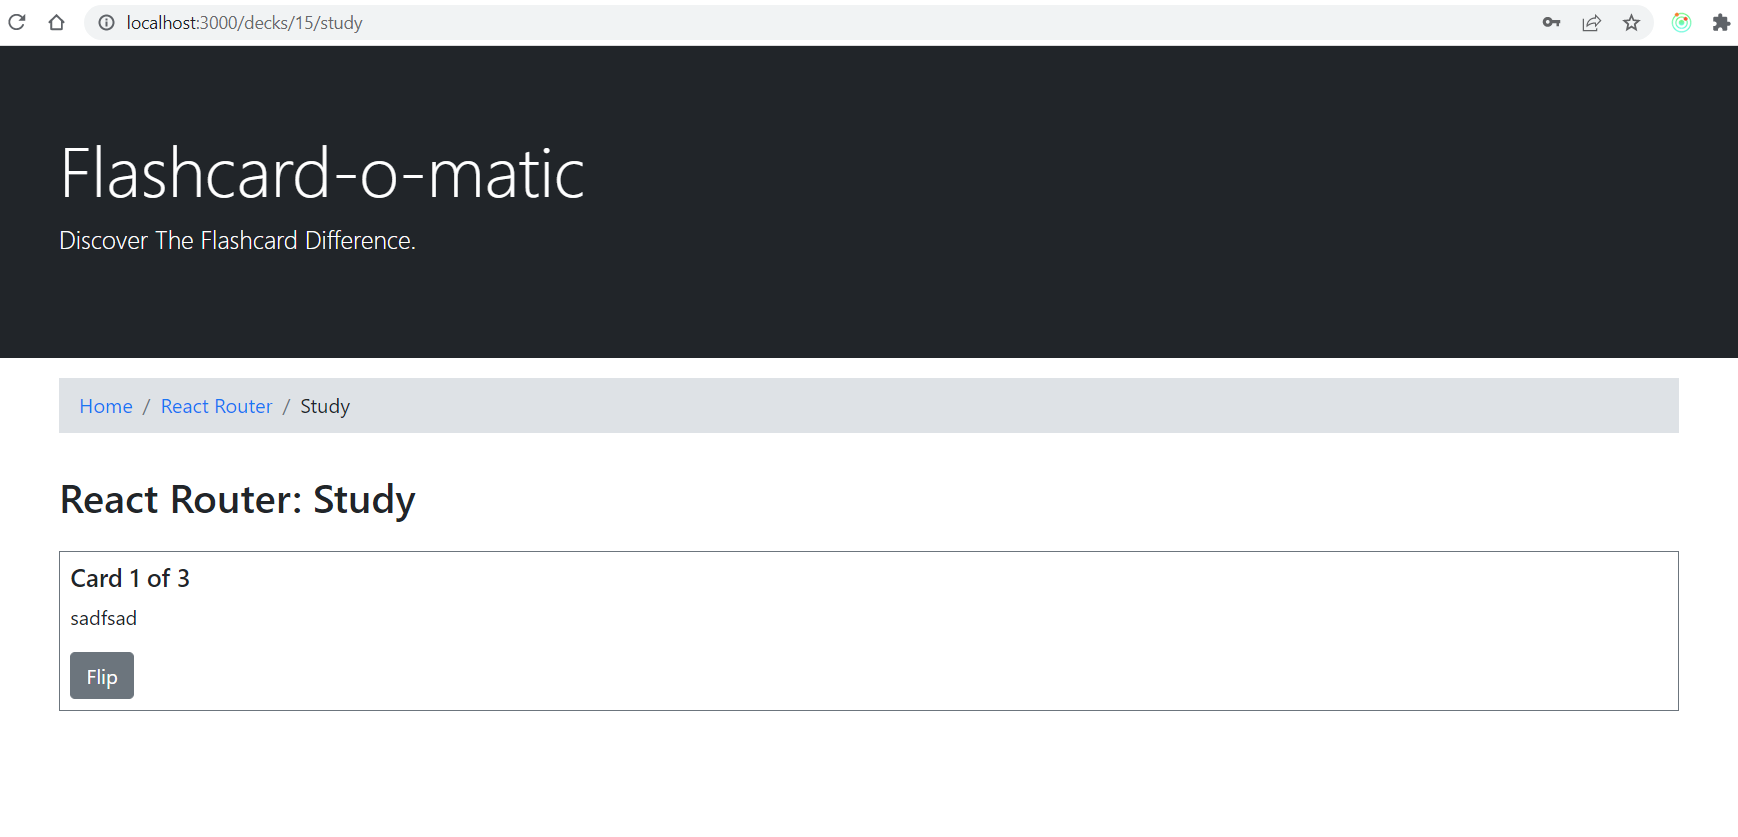 localhost:3000/decks/15/study
Flashcard-o-matic
Discover The Flashcard Difference.
Home / React Router / Study
React Router: Study
Card 1 of 3
sadfsad
Flip